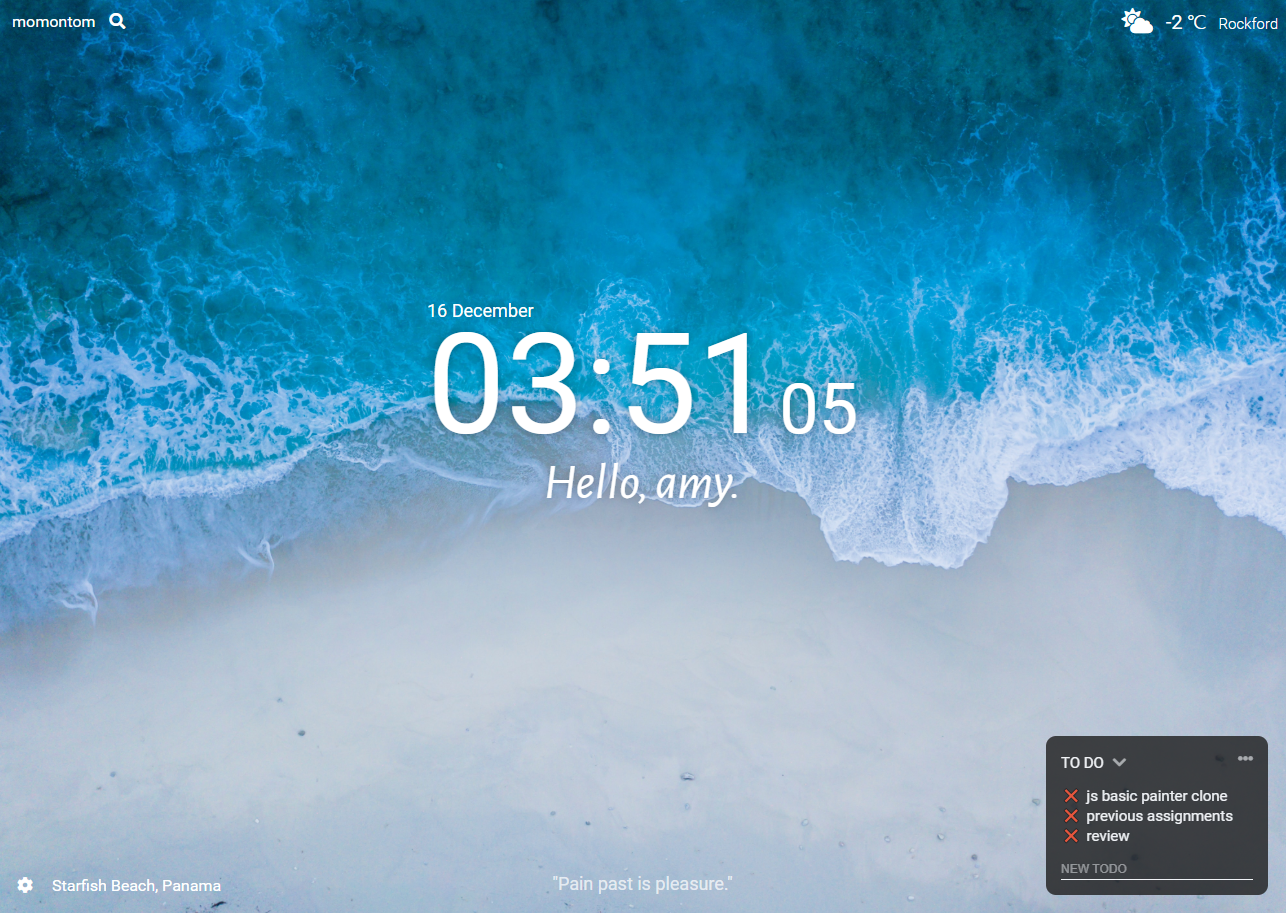 momontom
-2 ℃ Rockford
16 December
03:51 05
Hello, amy.
TO DO
js basic painter clone
previous assignments
review
NEW TODO
Starfish Beach, Panama
"Pain past is pleasure."